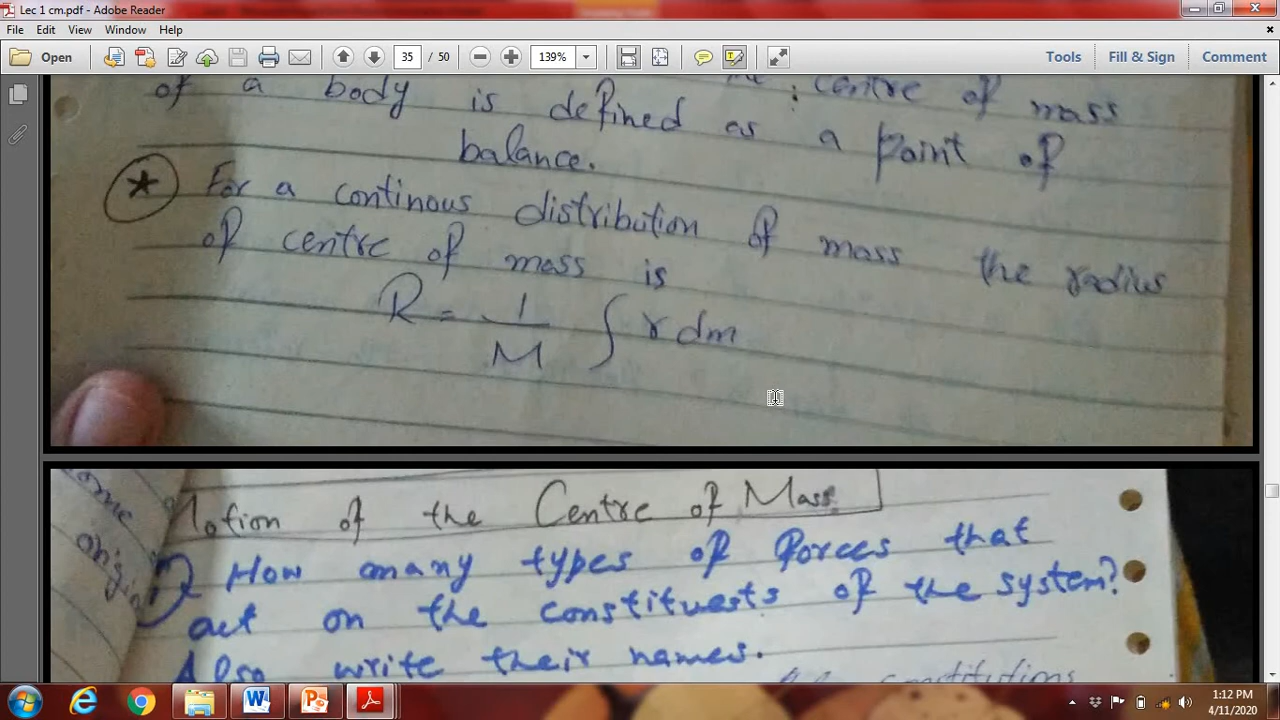 Lec 1 cm.pdf - Adobe Reader
File Edit View Window Help
Open 35 / 50 139% Tools Fill & Sign Comment
centre of mass
of a body is defined as a point of
balance.
* For a continous distribution of mass the radius
of centre of mass is
R = 1/M ∫ r dm
Motion of the Centre of Mass
How many types of forces that
act on the constituests of the system?
Also write their names.
constitutions
1:12 PM
4/11/2020